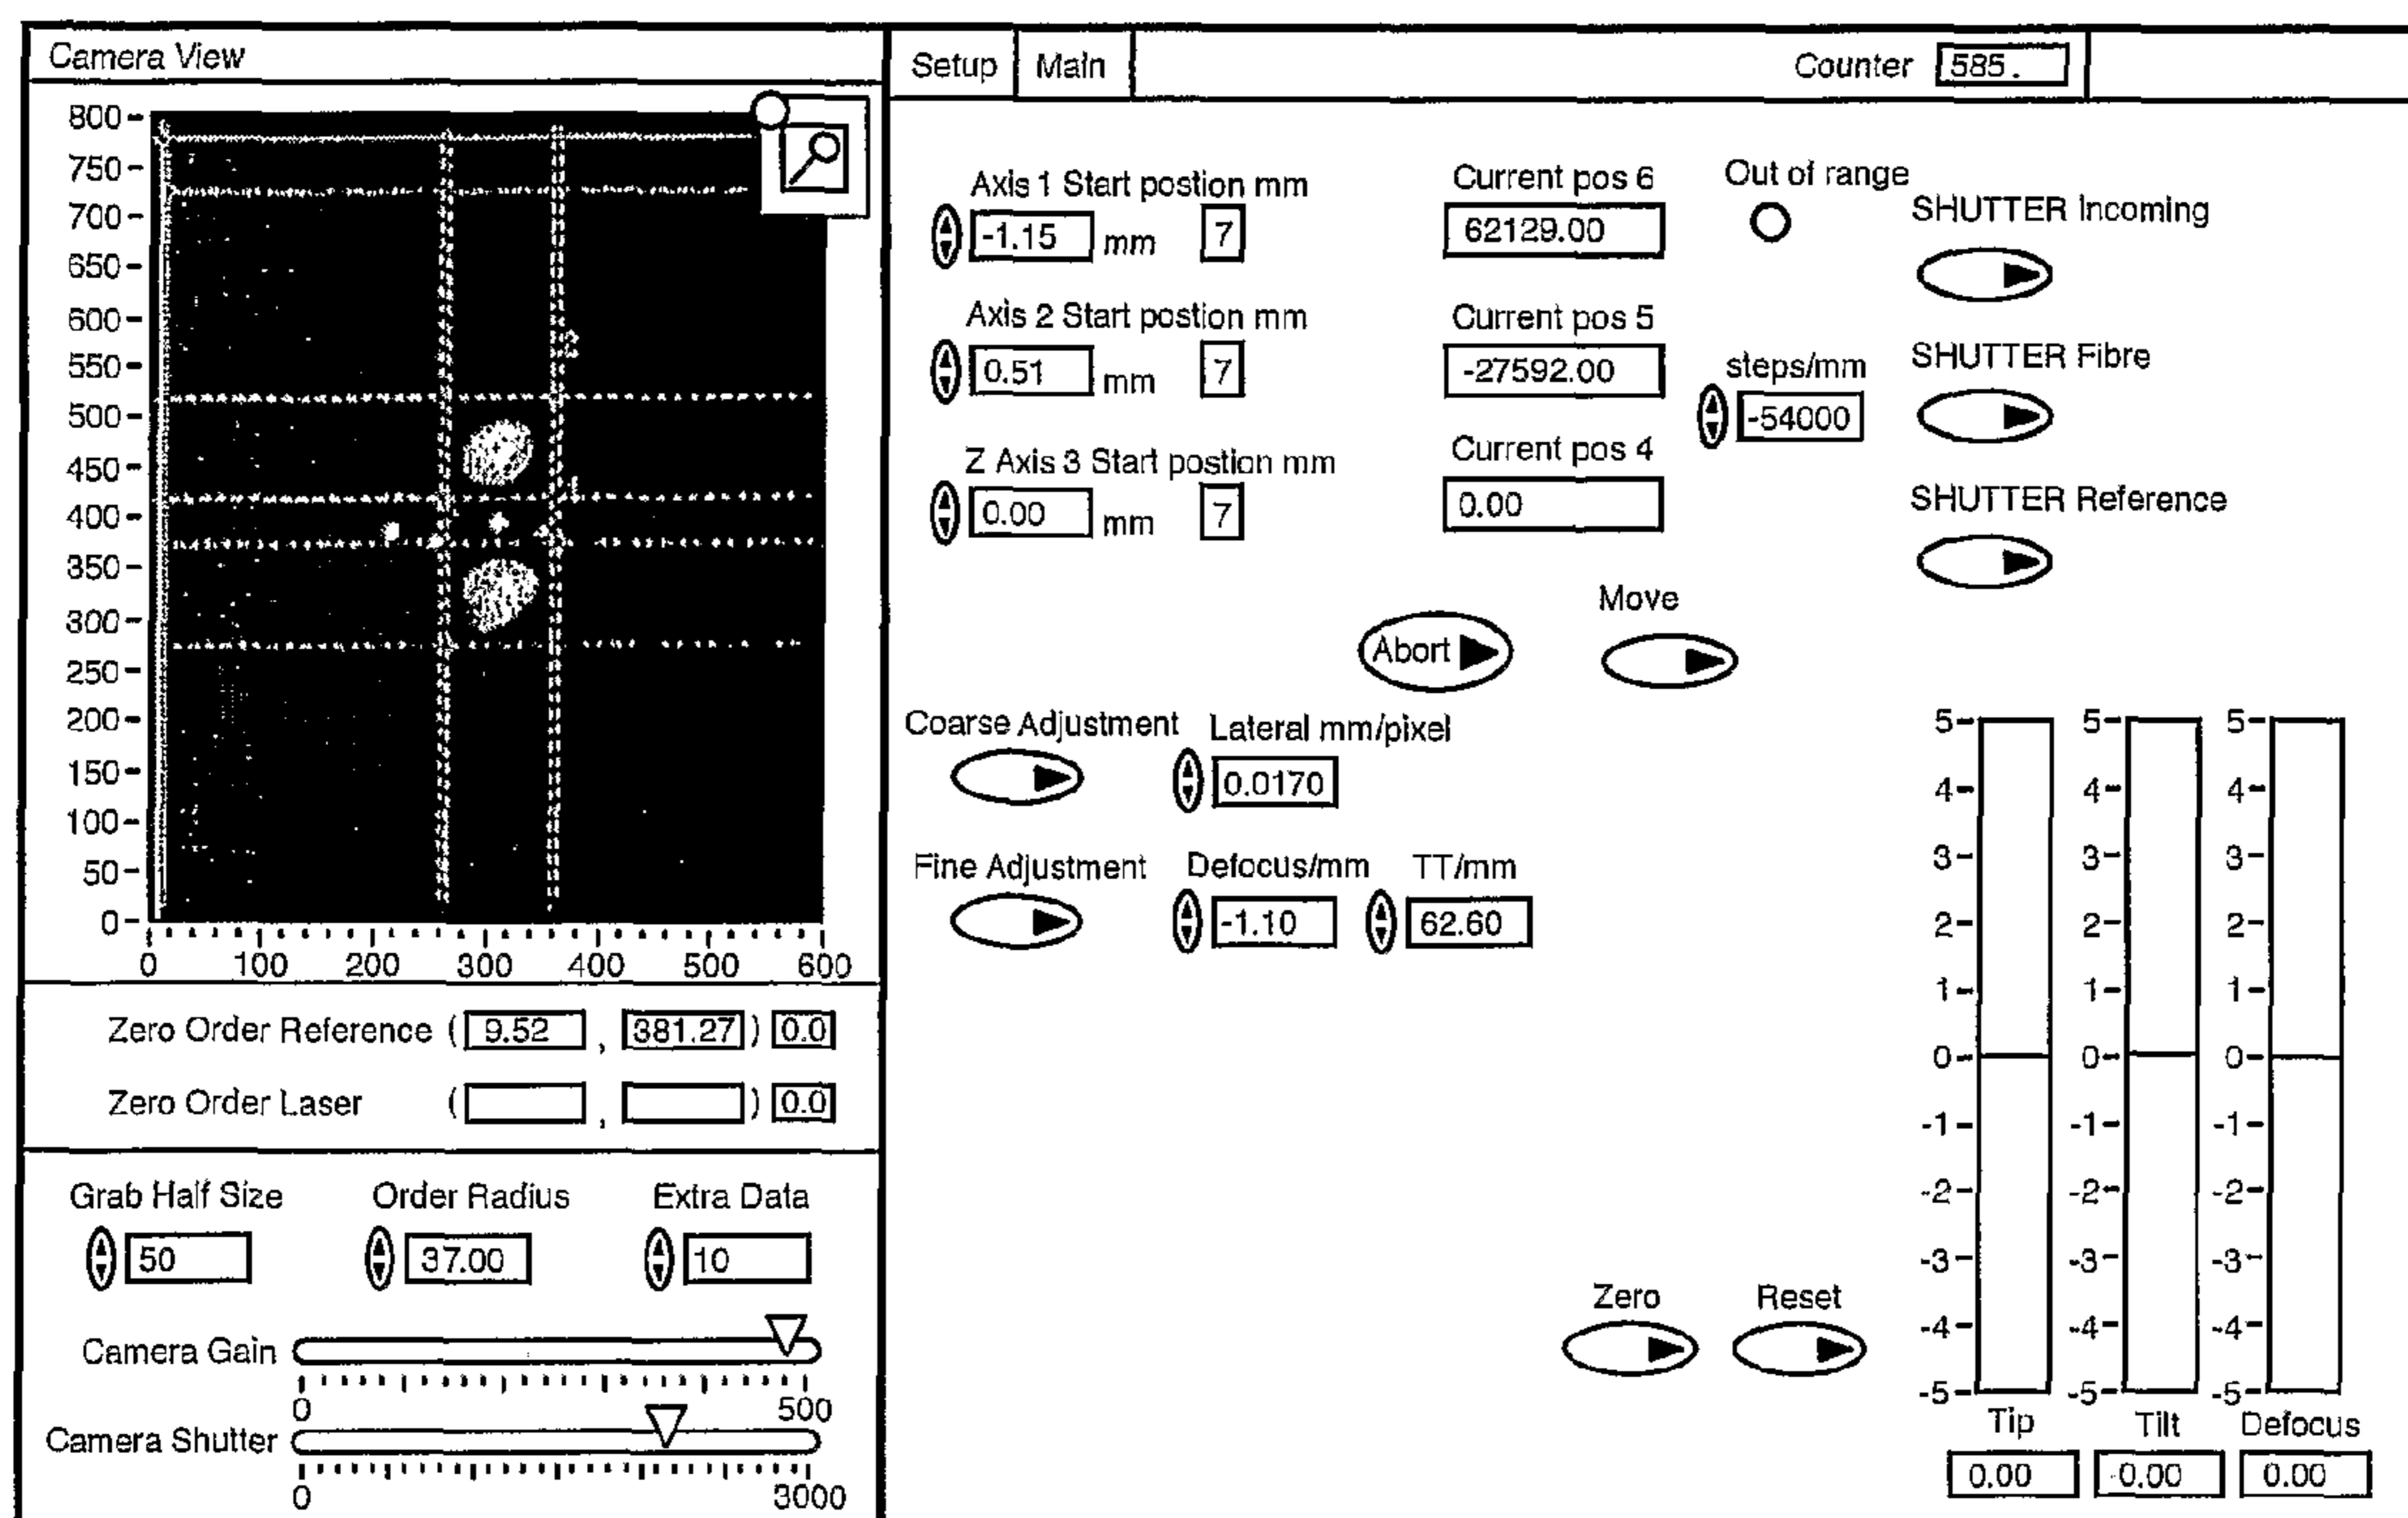 Camera View
Setup Main Counter 585.
800
750
700
650
600
550
500
450
400
350
300
250
200
150
100
50
0
0 100 200 300 400 500 600
Zero Order Reference ( 9.52 , 381.27 ) 0.0
Zero Order Laser ( , ) 0.0
Grab Half Size Order Radius Extra Data
50 37.00 10
Camera Gain
0 500
Camera Shutter
0 3000
Axis 1 Start postion mm Current pos 6 Out of range
-1.15 mm 7 62129.00
SHUTTER Incoming
Axis 2 Start postion mm Current pos 5
0.51 mm 7 -27592.00
steps/mm
-54000
SHUTTER Fibre
Z Axis 3 Start postion mm Current pos 4
0.00 mm 7 0.00
SHUTTER Reference
Abort Move
Coarse Adjustment Lateral mm/pixel
0.0170
Fine Adjustment Defocus/mm TT/mm
-1.10 62.60
Zero Reset
5 5 5
4 4 4
3 3 3
2 2 2
1 1 1
0 0 0
-1 -1 -1
-2 -2 -2
-3 -3 -3
-4 -4 -4
-5 -5 -5
Tip Tilt Defocus
0.00 -0.00 0.00